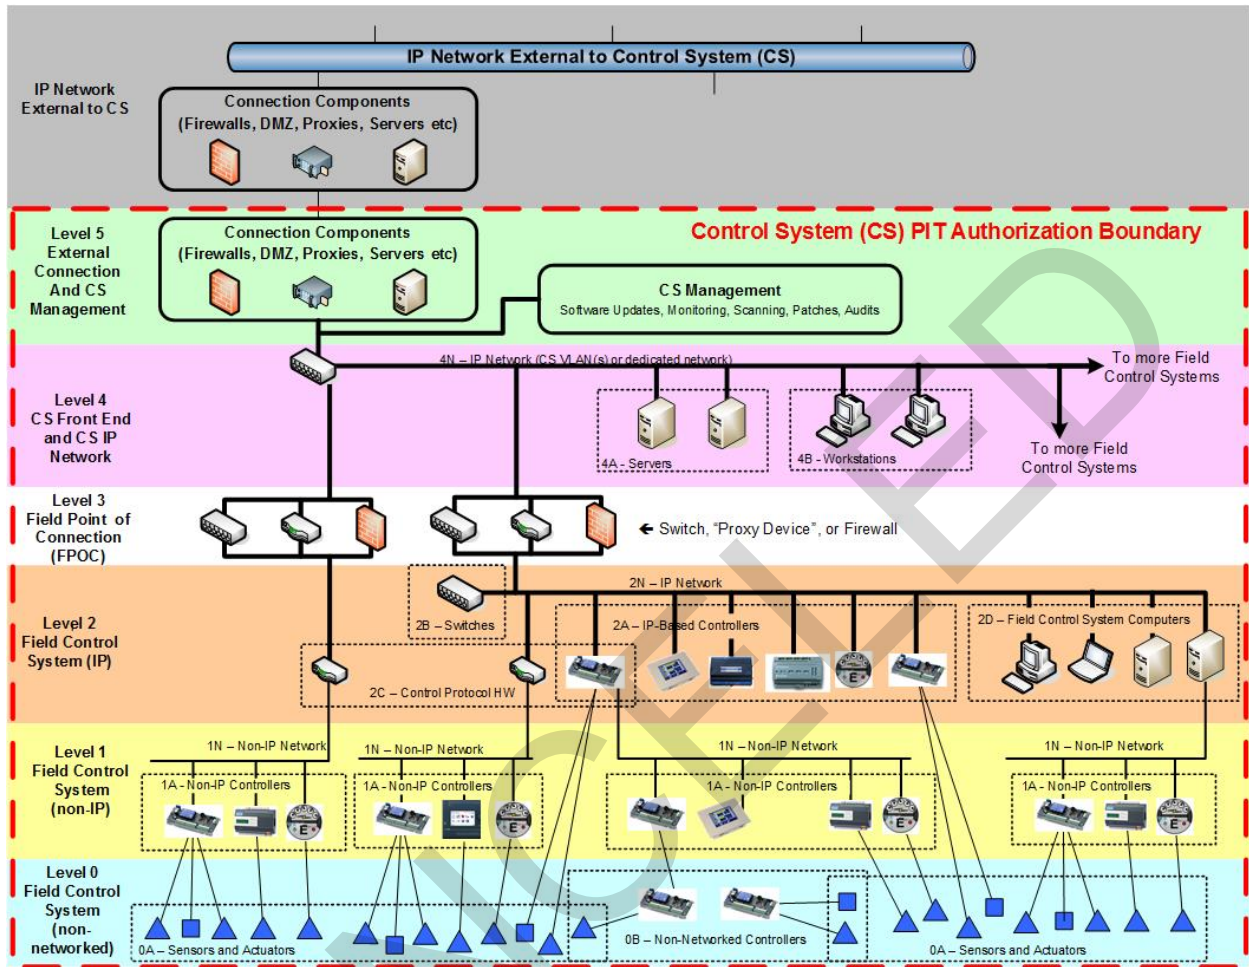 IP Network External to Control System (CS)
IP Network
External to CS
Connection Components
(Firewalls, DMZ, Proxies, Servers etc)
Level 5
External
Connection
And CS
Management
Connection Components
(Firewalls, DMZ, Proxies, Servers etc)
Control System (CS) PIT Authorization Boundary
CS Management
Software Updates, Monitoring, Scanning, Patches, Audits
Level 4
CS Front End
and CS IP
Network
4N – IP Network (CS VLAN(s) or dedicated network)
To more Field
Control Systems
4A - Servers
4B - Workstations
To more Field
Control Systems
Level 3
Field Point of
Connection
(FPOC)
Switch, "Proxy Device", or Firewall
Level 2
Field Control
System (IP)
2N – IP Network
2B – Switches
2A – IP-Based Controllers
2D – Field Control System Computers
2C – Control Protocol HW
Level 1
Field Control
System
(non-IP)
1N – Non-IP Network
1N – Non-IP Network
1N – Non-IP Network
1N – Non-IP Network
1A - Non-IP Controllers
1A - Non-IP Controllers
1A - Non-IP Controllers
1A - Non-IP Controllers
E
E
E
E
E
Level 0
Field Control
System
(non-
networked)
0A – Sensors and Actuators
0B – Non-Networked Controllers
0A – Sensors and Actuators
NCELED